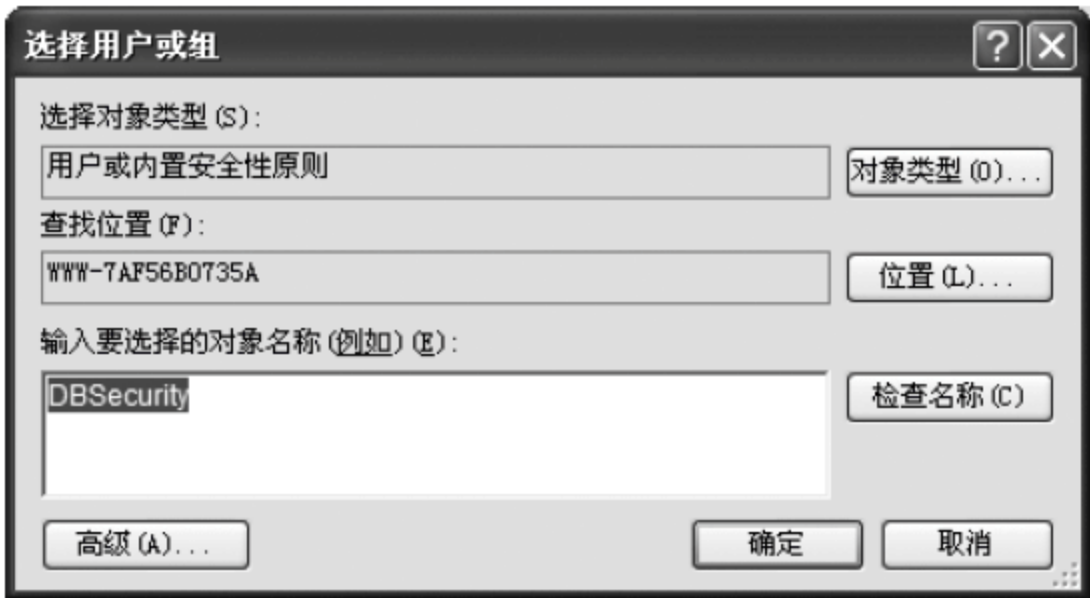 选择用户或组
选择对象类型(S):
用户或内置安全性原则
对象类型(O)...
查找位置(F):
WWW-7AF56B0735A
位置(L)...
输入要选择的对象名称(例如)(E):
DBSecurity
检查名称(C)
高级(A)...
确定
取消